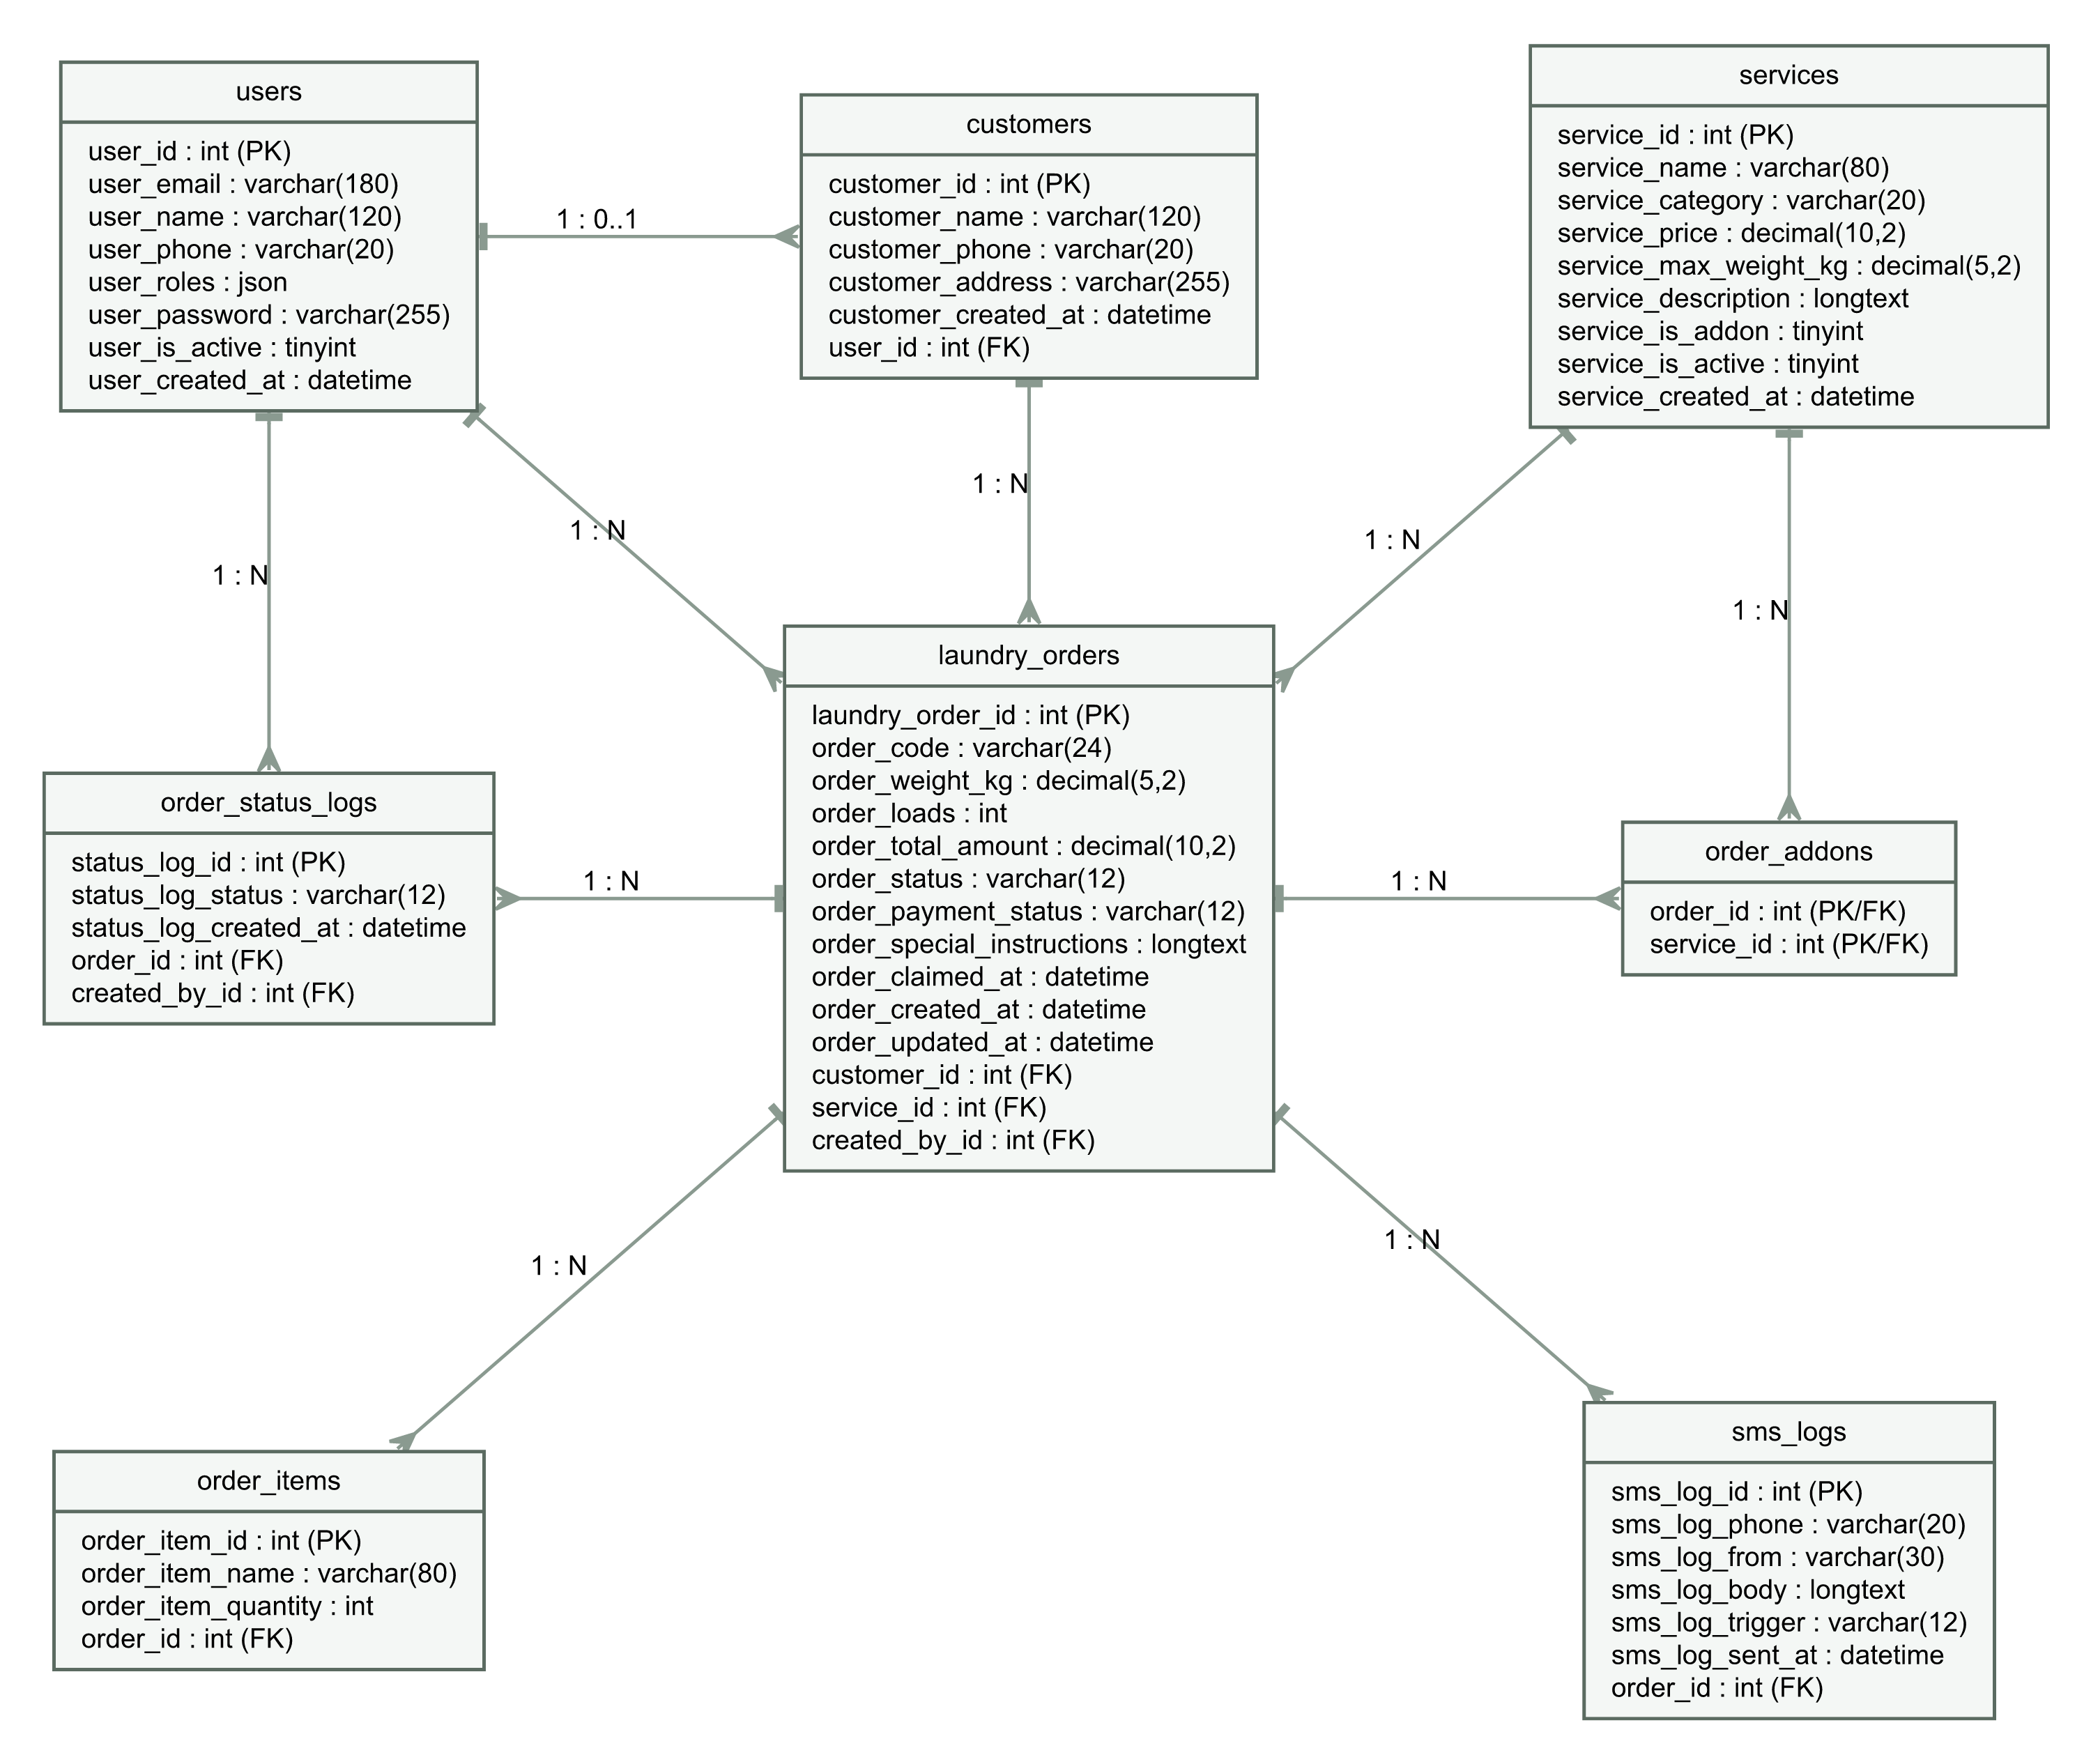 users
user_id : int (PK)
user_email : varchar(180)
user_name : varchar(120)
user_phone : varchar(20)
user_roles : json
user_password : varchar(255)
user_is_active : tinyint
user_created_at : datetime
1 : 0..1
customers
customer_id : int (PK)
customer_name : varchar(120)
customer_phone : varchar(20)
customer_address : varchar(255)
customer_created_at : datetime
user_id : int (FK)
services
service_id : int (PK)
service_name : varchar(80)
service_category : varchar(20)
service_price : decimal(10,2)
service_max_weight_kg : decimal(5,2)
service_description : longtext
service_is_addon : tinyint
service_is_active : tinyint
service_created_at : datetime
1 : N
1 : N
1 : N
1 : N
1 : N
order_status_logs
status_log_id : int (PK)
status_log_status : varchar(12)
status_log_created_at : datetime
order_id : int (FK)
created_by_id : int (FK)
1 : N
laundry_orders
laundry_order_id : int (PK)
order_code : varchar(24)
order_weight_kg : decimal(5,2)
order_loads : int
order_total_amount : decimal(10,2)
order_status : varchar(12)
order_payment_status : varchar(12)
order_special_instructions : longtext
order_claimed_at : datetime
order_created_at : datetime
order_updated_at : datetime
customer_id : int (FK)
service_id : int (FK)
created_by_id : int (FK)
1 : N
order_addons
order_id : int (PK/FK)
service_id : int (PK/FK)
1 : N
1 : N
order_items
order_item_id : int (PK)
order_item_name : varchar(80)
order_item_quantity : int
order_id : int (FK)
sms_logs
sms_log_id : int (PK)
sms_log_phone : varchar(20)
sms_log_from : varchar(30)
sms_log_body : longtext
sms_log_trigger : varchar(12)
sms_log_sent_at : datetime
order_id : int (FK)